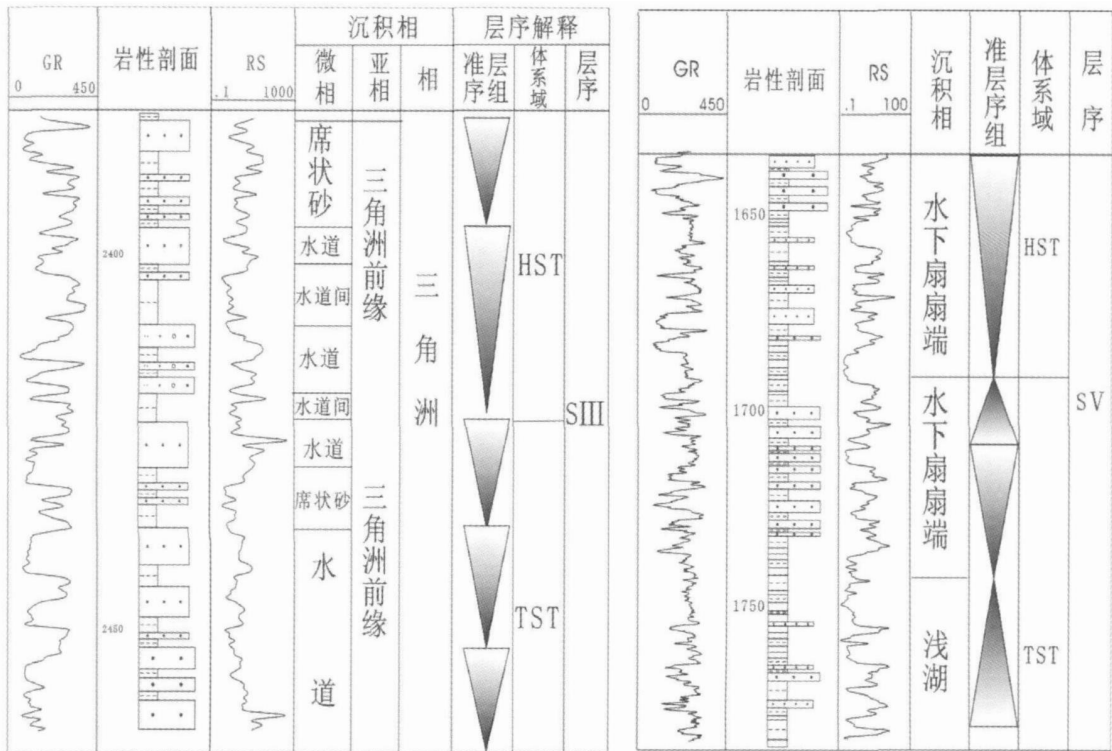 GR
0 450
岩性剖面
RS
.1 1000
沉积相
微相
亚相
相
层序解释
准层序组
体系域
层序
2400
2450
席状砂
水道
水道间
水道
水道间
水道
席状砂
水道
三角洲前缘
三角洲前缘
三角洲
HST
TST
SIII
GR
0 450
岩性剖面
RS
.1 100
沉积相
准层序组
体系域
层序
1650
1700
1750
水下扇扇端
水下扇扇端
浅湖
HST
TST
SV